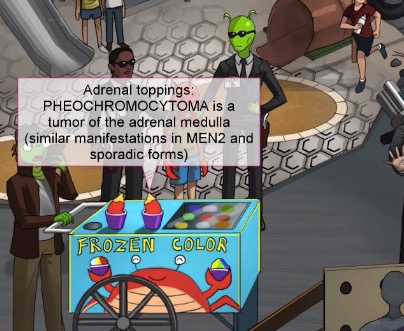 Adrenal toppings:
PHEOCHROMOCYTOMA is a
tumor of the adrenal medulla
(similar manifestations in MEN2 and
sporadic forms)
FROZEN COLOR